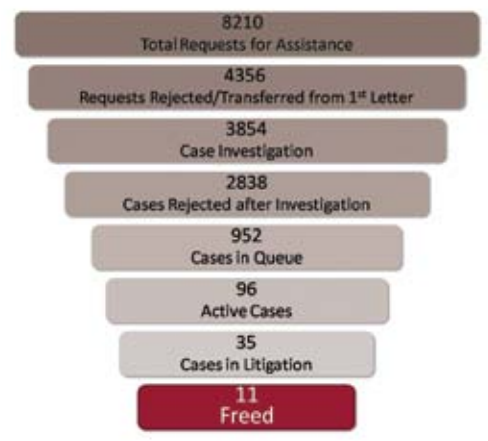 8210
Total Requests for Assistance
4356
Requests Rejected/Transferred from 1st Letter
3854
Case Investigation
2838
Cases Rejected after Investigation
952
Cases in Queue
96
Active Cases
35
Cases in Litigation
11
Freed